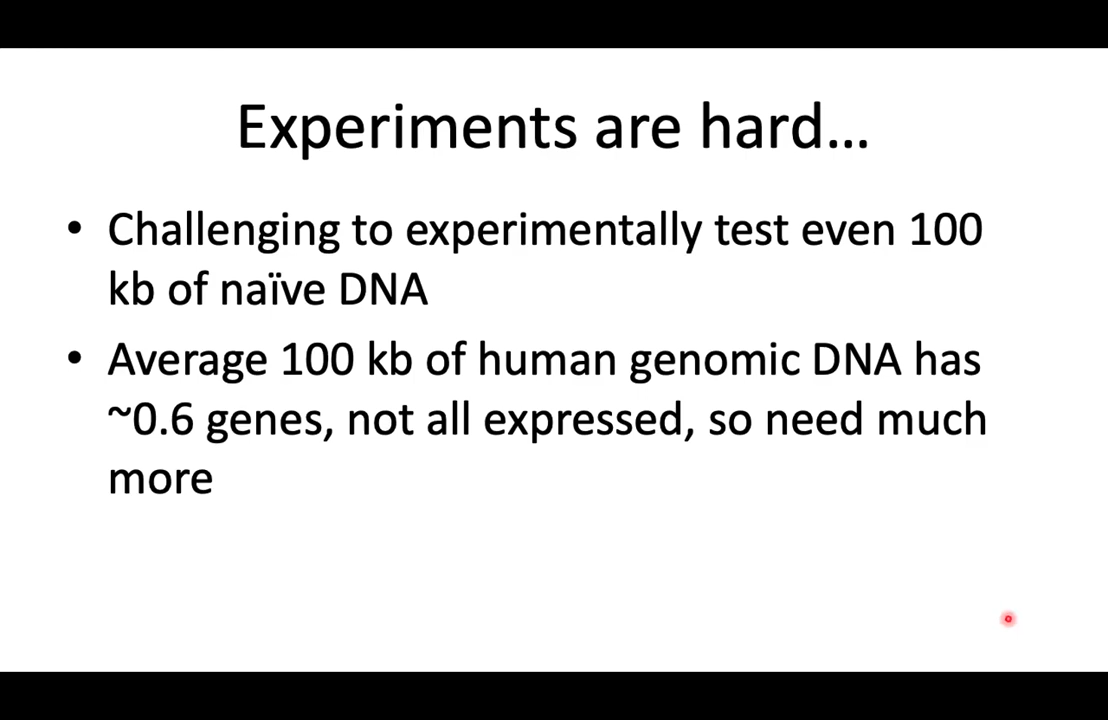 Experiments are hard…
• Challenging to experimentally test even 100
kb of naïve DNA
• Average 100 kb of human genomic DNA has
~0.6 genes, not all expressed, so need much
more